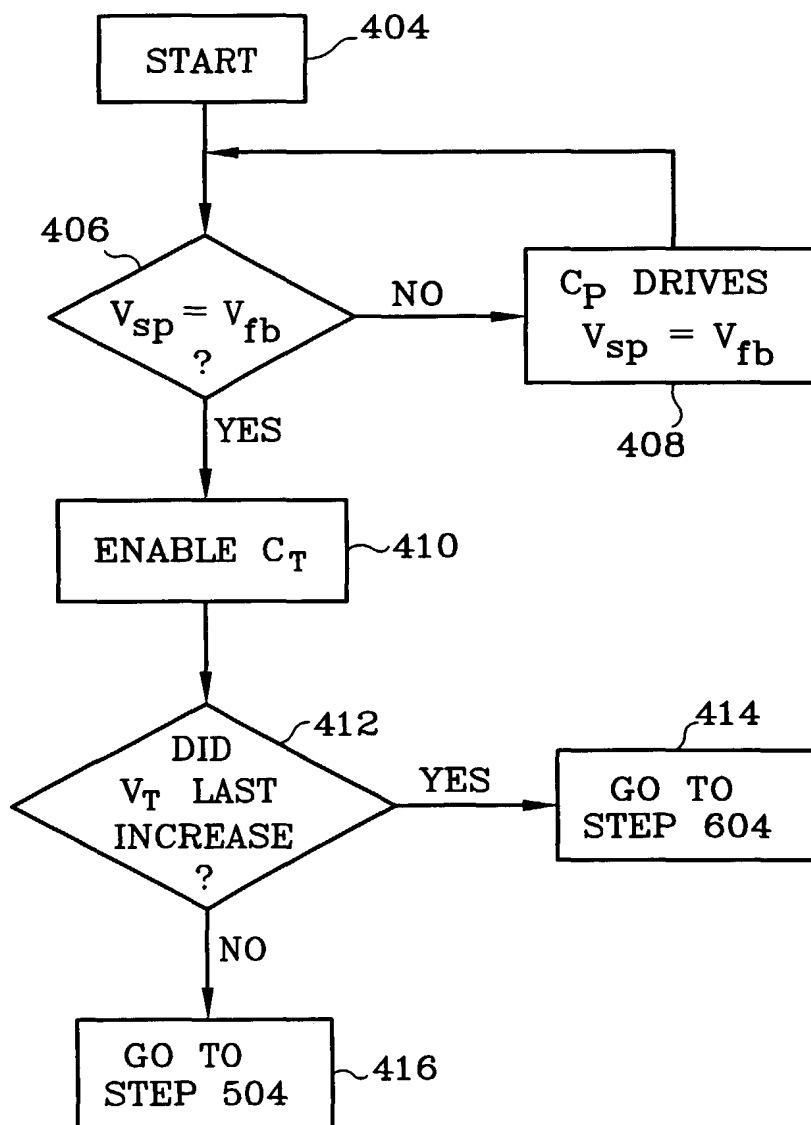 START
404
406
V_sp = V_fb
?
NO
C_P DRIVES
V_sp = V_fb
408
YES
ENABLE C_T
410
412
DID
V_T LAST
INCREASE
?
YES
414
GO TO
STEP 604
NO
GO TO
STEP 504
416